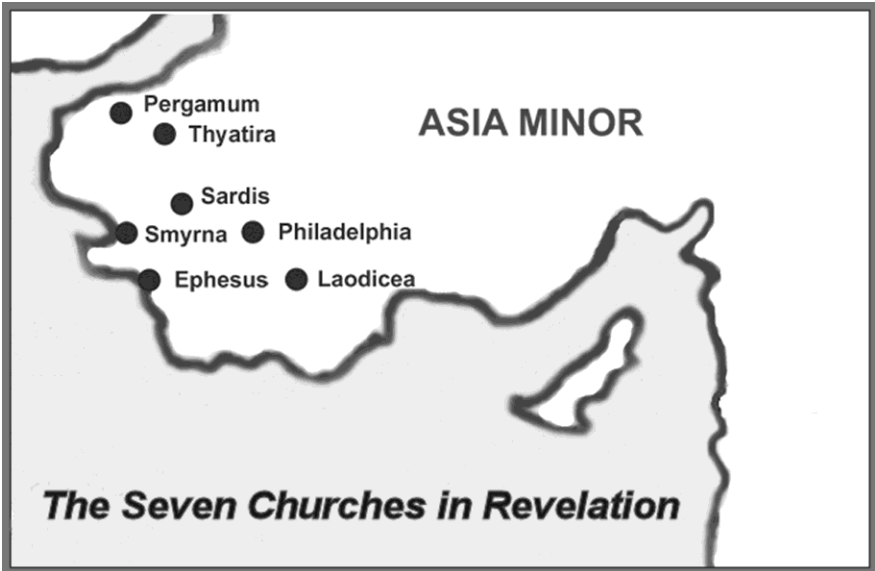 Pergamum
ASIA MINOR
Thyatira
Sardis
Smyrna
Philadelphia
Ephesus
Laodicea
The Seven Churches in Revelation